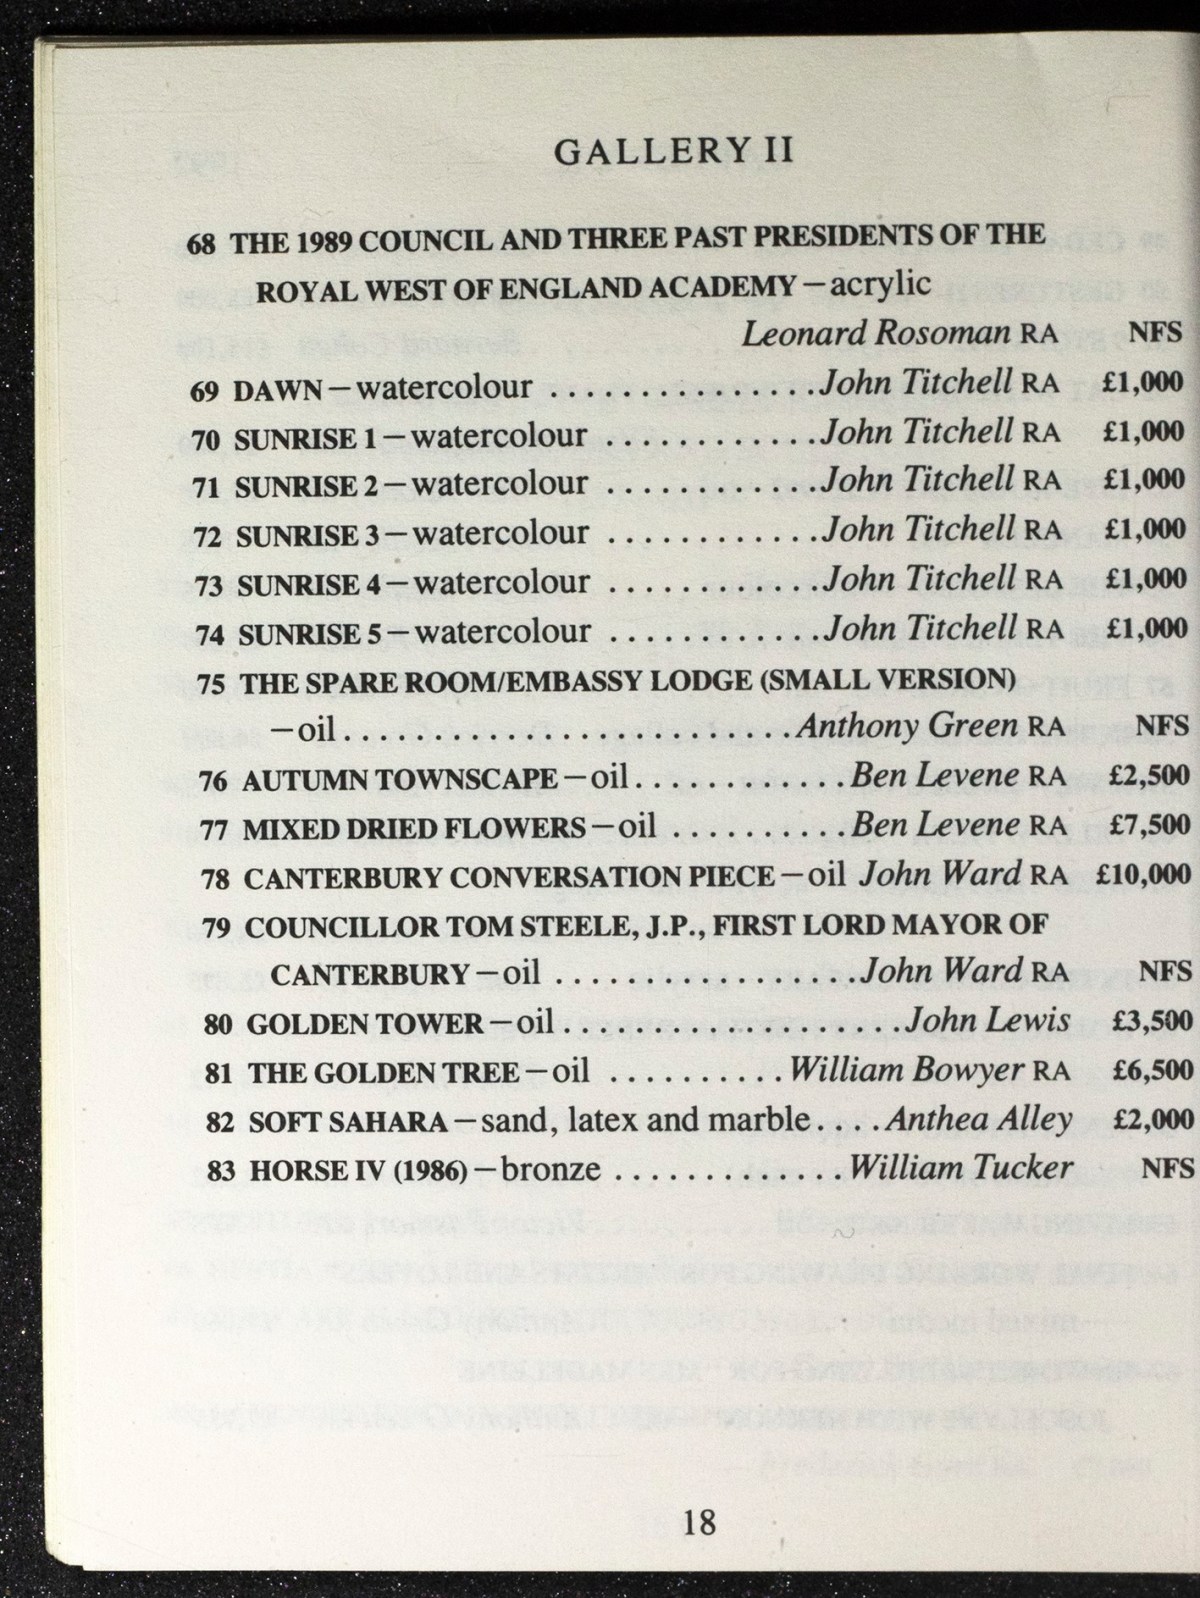 GALLERY II
68 THE 1989 COUNCIL AND THREE PAST PRESIDENTS OF THE
ROYAL WEST OF ENGLAND ACADEMY — acrylic
Leonard Rosoman RA NFS
69 DAWN — watercolour . . . . . . . . . . . . . . John Titchell RA £1,000
70 SUNRISE 1 — watercolour . . . . . . . . . . . . John Titchell RA £1,000
71 SUNRISE 2 — watercolour . . . . . . . . . . . . John Titchell RA £1,000
72 SUNRISE 3 — watercolour . . . . . . . . . . . . John Titchell RA £1,000
73 SUNRISE 4 — watercolour . . . . . . . . . . . . John Titchell RA £1,000
74 SUNRISE 5 — watercolour . . . . . . . . . . . . John Titchell RA £1,000
75 THE SPARE ROOM/EMBASSY LODGE (SMALL VERSION)
— oil . . . . . . . . . . . . . . . . . . . . . . . . Anthony Green RA NFS
76 AUTUMN TOWNSCAPE — oil . . . . . . . . . . . Ben Levene RA £2,500
77 MIXED DRIED FLOWERS — oil . . . . . . . . . . Ben Levene RA £7,500
78 CANTERBURY CONVERSATION PIECE — oil John Ward RA £10,000
79 COUNCILLOR TOM STEELE, J.P., FIRST LORD MAYOR OF
CANTERBURY — oil . . . . . . . . . . . . . . . . . John Ward RA NFS
80 GOLDEN TOWER — oil . . . . . . . . . . . . . . . . . . John Lewis £3,500
81 THE GOLDEN TREE — oil . . . . . . . . . . William Bowyer RA £6,500
82 SOFT SAHARA — sand, latex and marble . . . . Anthea Alley £2,000
83 HORSE IV (1986) — bronze . . . . . . . . . . . . . William Tucker NFS
18